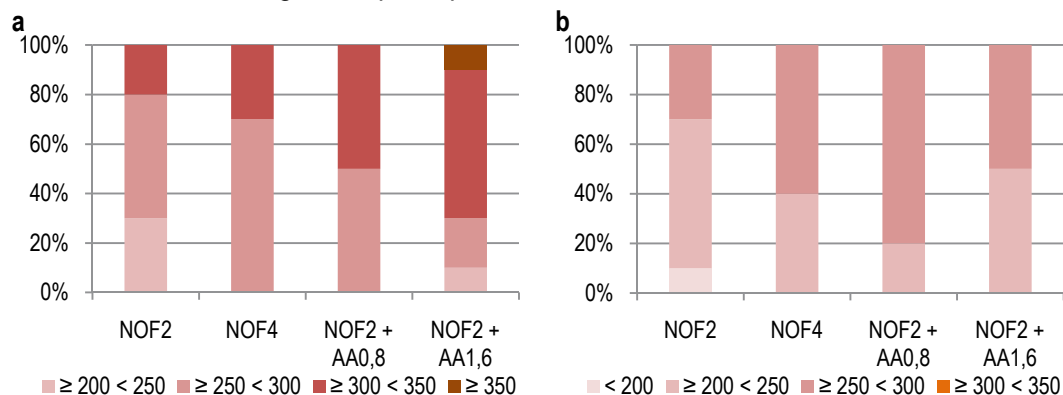 a
b
100%
80%
60%
40%
20%
0%
NOF2
NOF4
NOF2 +
AA0,8
NOF2 +
AA1,6
≥ 200 < 250
≥ 250 < 300
≥ 300 < 350
≥ 350
100%
80%
60%
40%
20%
0%
NOF2
NOF4
NOF2 +
AA0,8
NOF2 +
AA1,6
< 200
≥ 200 < 250
≥ 250 < 300
≥ 300 < 350